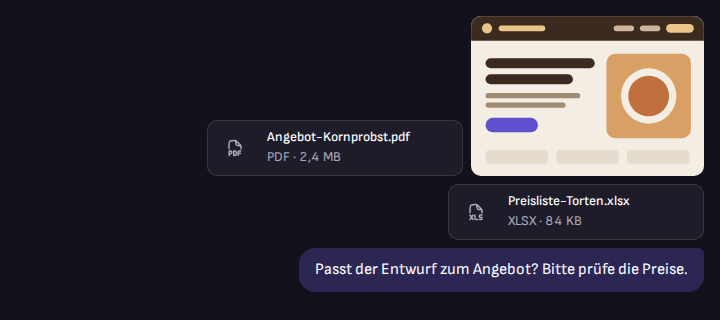 Angebot-Kornprobst.pdf
PDF · 2,4 MB
PDF
Preisliste-Torten.xlsx
XLSX · 84 KB
XLS
Passt der Entwurf zum Angebot? Bitte prüfe die Preise.